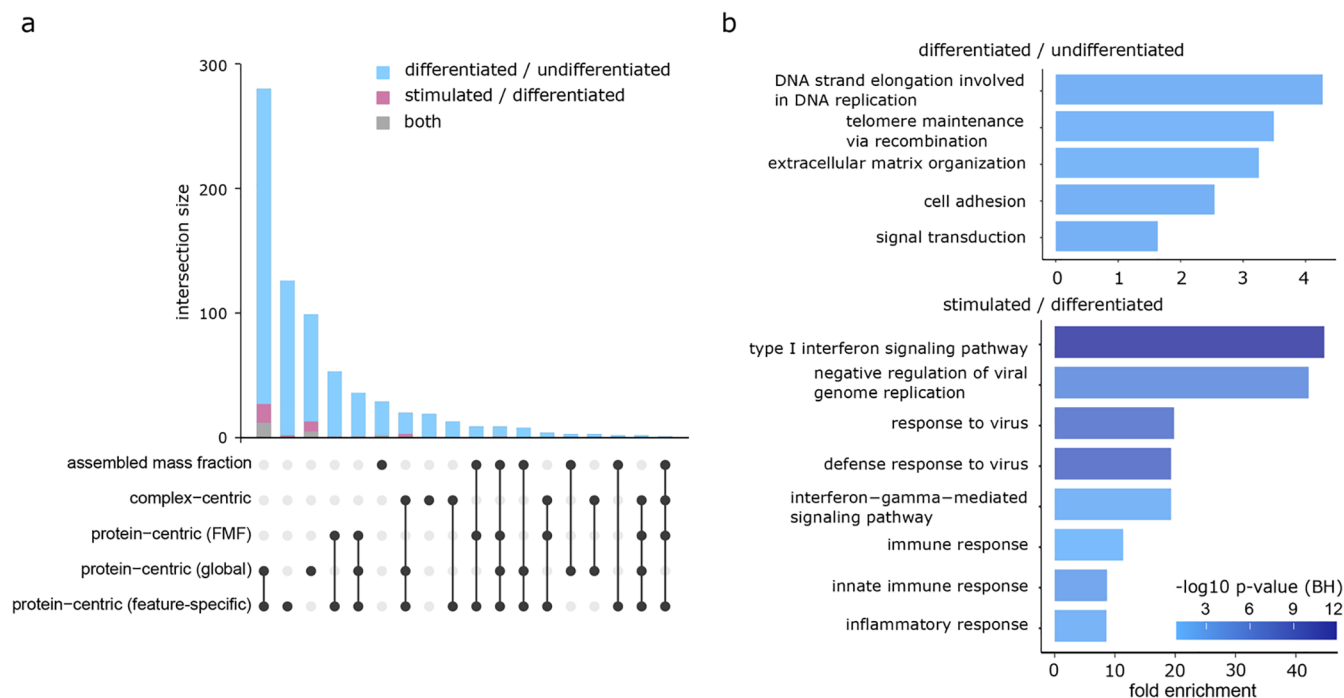 a
300
200
100
0
intersection size
differentiated / undifferentiated
stimulated / differentiated
both
assembled mass fraction
complex−centric
protein−centric (FMF)
protein−centric (global)
protein−centric (feature−specific)
b
differentiated / undifferentiated
DNA strand elongation involved
in DNA replication
telomere maintenance
via recombination
extracellular matrix organization
cell adhesion
signal transduction
0 1 2 3 4
stimulated / differentiated
type I interferon signaling pathway
negative regulation of viral
genome replication
response to virus
defense response to virus
interferon−gamma−mediated
signaling pathway
immune response
innate immune response
inflammatory response
-log10 p-value (BH)
3 6 9 12
0 10 20 30 40
fold enrichment